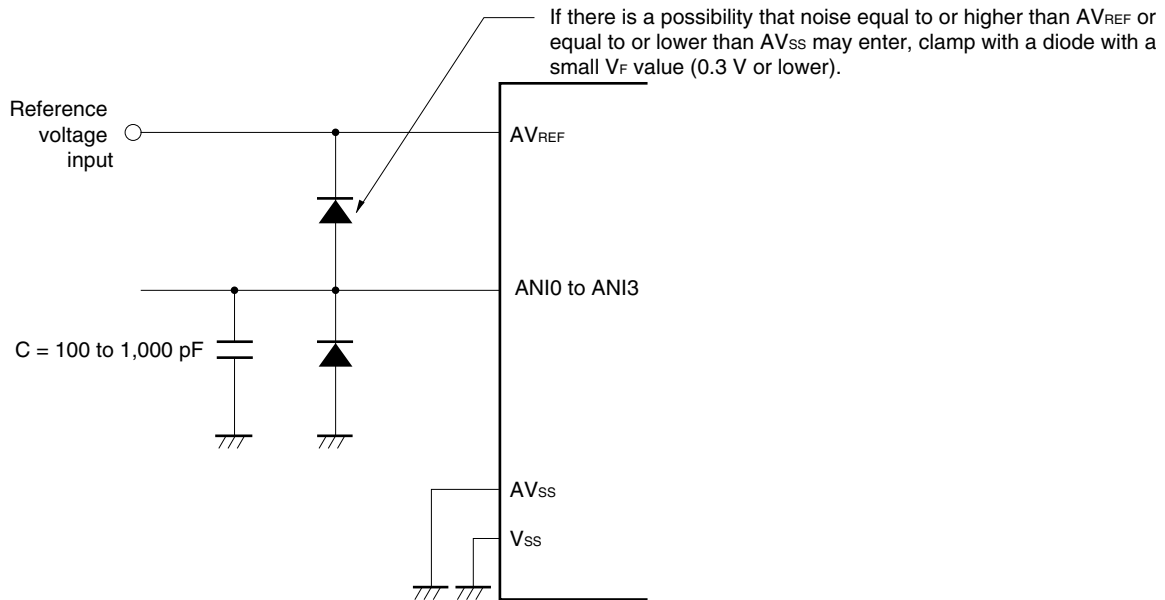 If there is a possibility that noise equal to or higher than AVREF or
equal to or lower than AVSS may enter, clamp with a diode with a
small VF value (0.3 V or lower).
Reference
voltage
input
AVREF
ANI0 to ANI3
C = 100 to 1,000 pF
AVSS
VSS